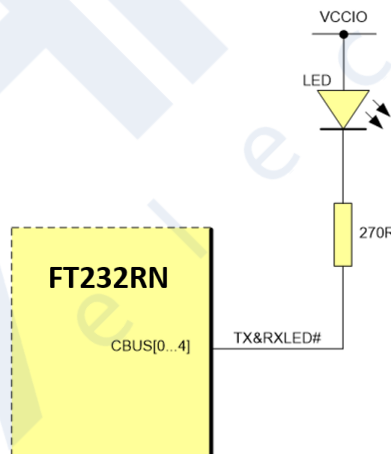 VCCIO
LED
270R
FT232RN
CBUS[0...4]
TX&RXLED#